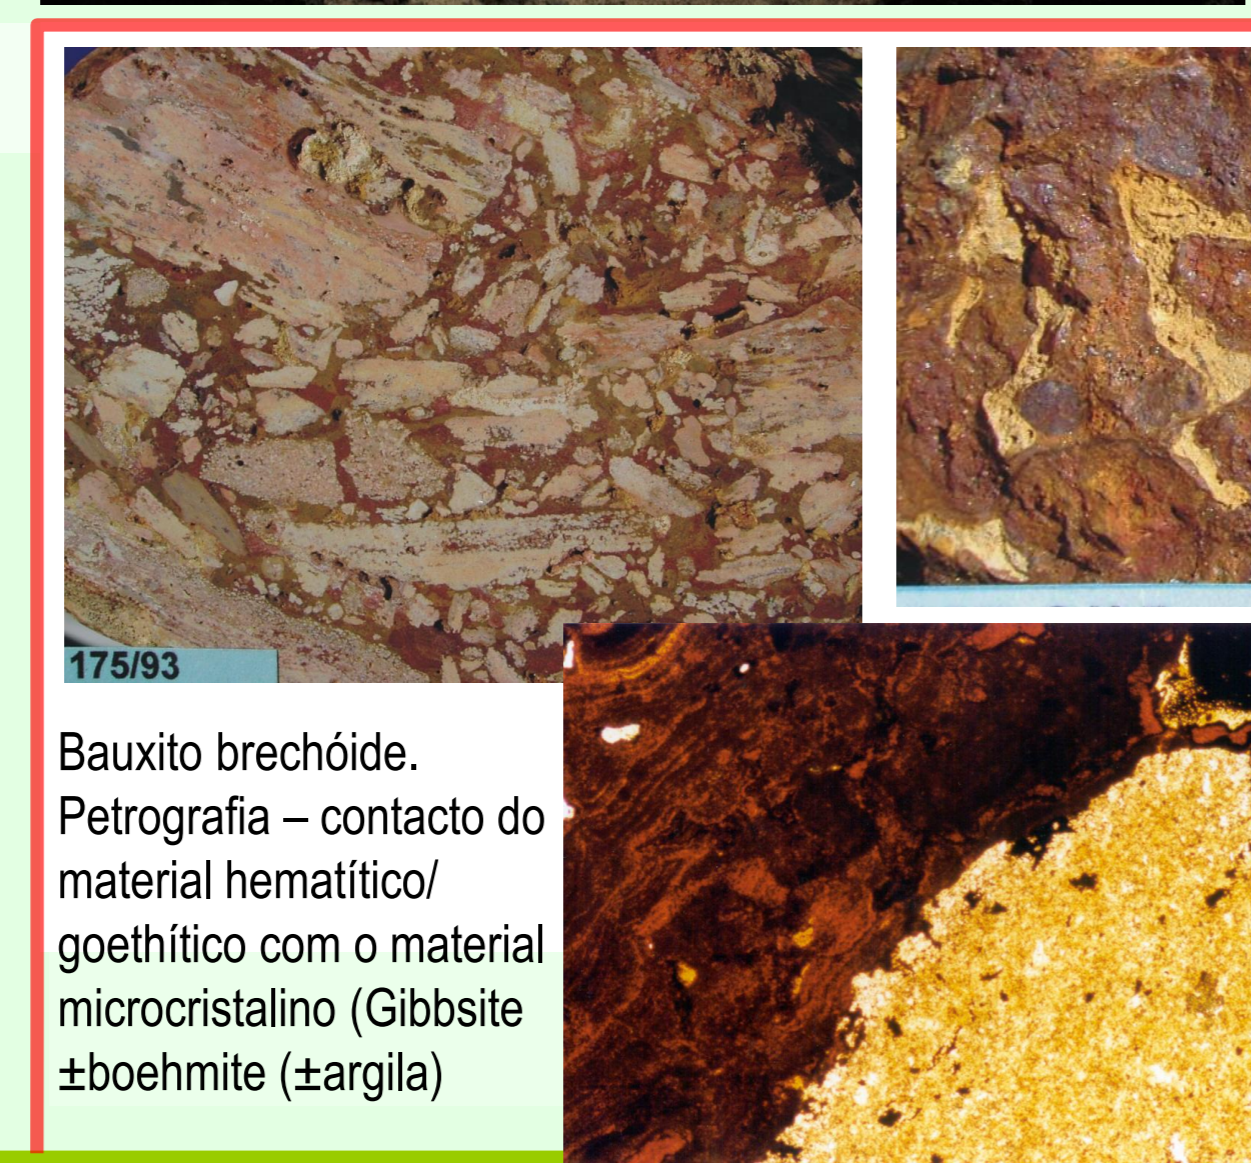 175/93
Bauxito brechóide.
Petrografia – contacto do
material hematítico/
goethítico com o material
microcristalino (Gibbsite
±boehmite (±argila)